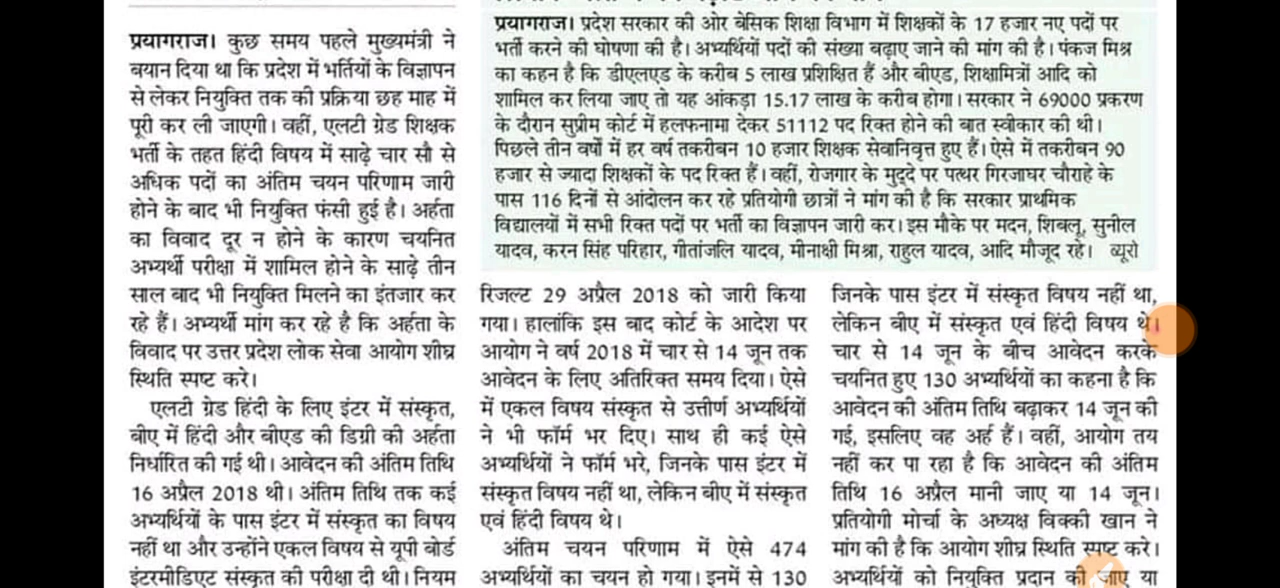 प्रयागराज। कुछ समय पहले मुख्यमंत्री ने
बयान दिया था कि प्रदेश में भर्तियों के विज्ञापन
से लेकर नियुक्ति तक की प्रक्रिया छह माह में
पूरी कर ली जाएगी। वहीं, एलटी ग्रेड शिक्षक
भर्ती के तहत हिंदी विषय में साढ़े चार सौ से
अधिक पदों का अंतिम चयन परिणाम जारी
होने के बाद भी नियुक्ति फंसी हुई है। अर्हता
का विवाद दूर न होने के कारण चयनित
अभ्यर्थी परीक्षा में शामिल होने के साढ़े तीन
साल बाद भी नियुक्ति मिलने का इंतजार कर
रहे हैं। अभ्यर्थी मांग कर रहे है कि अर्हता के
विवाद पर उत्तर प्रदेश लोक सेवा आयोग शीघ्र
स्थिति स्पष्ट करे।
एलटी ग्रेड हिंदी के लिए इंटर में संस्कृत,
बीए में हिंदी और बीएड की डिग्री की अर्हता
निर्धारित की गई थी। आवेदन की अंतिम तिथि
16 अप्रैल 2018 थी। अंतिम तिथि तक कई
अभ्यर्थियों के पास इंटर में संस्कृत का विषय
नहीं था और उन्होंने एकल विषय से यूपी बोर्ड
इंटरमीडिएट संस्कृत की परीक्षा दी थी। नियम
प्रयागराज। प्रदेश सरकार की ओर बेसिक शिक्षा विभाग में शिक्षकों के 17 हजार नए पदों पर
भर्ती करने की घोषणा की है। अभ्यर्थियों पदों की संख्या बढ़ाए जाने की मांग की है। पंकज मिश्र
का कहन है कि डीएलएड के करीब 5 लाख प्रशिक्षित हैं और बीएड, शिक्षामित्रों आदि को
शामिल कर लिया जाए तो यह आंकड़ा 15.17 लाख के करीब होगा। सरकार ने 69000 प्रकरण
के दौरान सुप्रीम कोर्ट में हलफनामा देकर 51112 पद रिक्त होने की बात स्वीकार की थी।
पिछले तीन वर्षों में हर वर्ष तकरीबन 10 हजार शिक्षक सेवानिवृत्त हुए हैं। ऐसे में तकरीबन 90
हजार से ज्यादा शिक्षकों के पद रिक्त हैं। वहीं, रोजगार के मुद्दे पर पत्थर गिरजाघर चौराहे के
पास 116 दिनों से आंदोलन कर रहे प्रतियोगी छात्रों ने मांग की है कि सरकार प्राथमिक
विद्यालयों में सभी रिक्त पदों पर भर्ती का विज्ञापन जारी कर। इस मौके पर मदन, शिबलू, सुनील
यादव, करन सिंह परिहार, गीतांजलि यादव, मीनाक्षी मिश्रा, राहुल यादव, आदि मौजूद रहे। ब्यूरो
रिजल्ट 29 अप्रैल 2018 को जारी किया
गया। हालांकि इस बाद कोर्ट के आदेश पर
आयोग ने वर्ष 2018 में चार से 14 जून तक
आवेदन के लिए अतिरिक्त समय दिया। ऐसे
में एकल विषय संस्कृत से उत्तीर्ण अभ्यर्थियों
ने भी फॉर्म भर दिए। साथ ही कई ऐसे
अभ्यर्थियों ने फॉर्म भरे, जिनके पास इंटर में
संस्कृत विषय नहीं था, लेकिन बीए में संस्कृत
एवं हिंदी विषय थे।
अंतिम चयन परिणाम में ऐसे 474
अभ्यर्थियों का चयन हो गया। इनमें से 130
जिनके पास इंटर में संस्कृत विषय नहीं था,
लेकिन बीए में संस्कृत एवं हिंदी विषय थे।
चार से 14 जून के बीच आवेदन करके
चयनित हुए 130 अभ्यर्थियों का कहना है कि
आवेदन की अंतिम तिथि बढ़ाकर 14 जून की
गई, इसलिए वह अर्ह हैं। वहीं, आयोग तय
नहीं कर पा रहा है कि आवेदन की अंतिम
तिथि 16 अप्रैल मानी जाए या 14 जून।
प्रतियोगी मोर्चा के अध्यक्ष विक्की खान ने
मांग की है कि आयोग शीघ्र स्थिति स्पष्ट करे।
अभ्यर्थियों को नियुक्ति प्रदान की जाए या